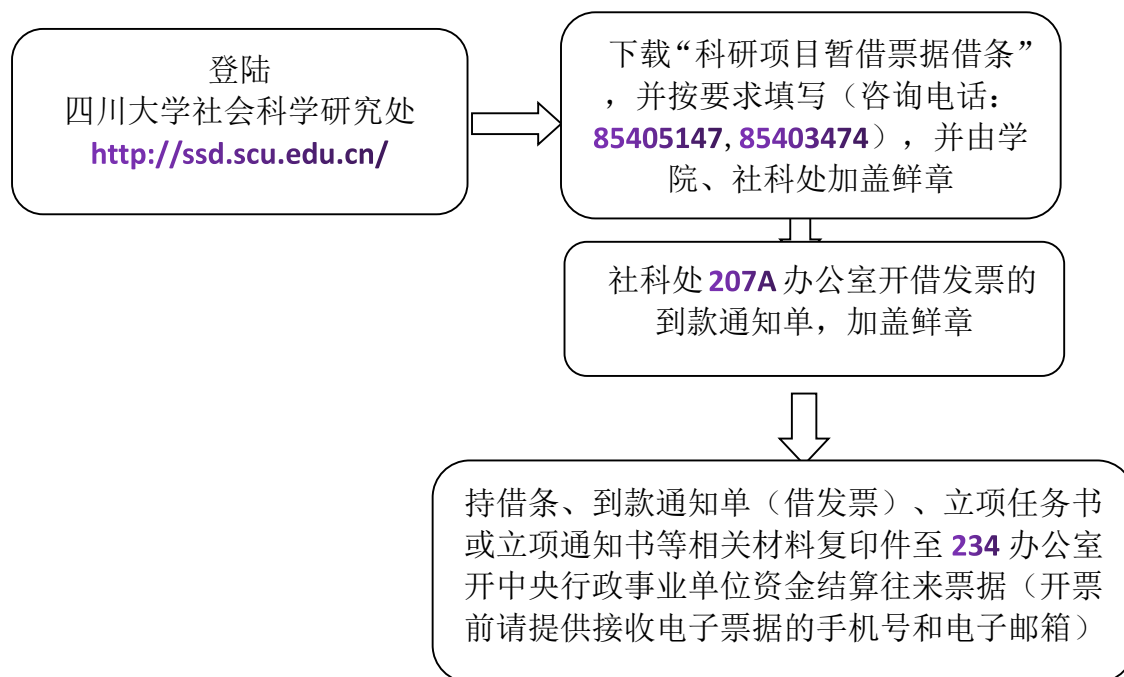 登陆
四川大学社会科学研究处
http://ssd.scu.edu.cn/
下载“科研项目暂借票据借条”
，并按要求填写（咨询电话：
85405147,85403474），并由学
院、社科处加盖鲜章
社科处 207A 办公室开借发票的
到款通知单，加盖鲜章
持借条、到款通知单（借发票）、立项任务书
或立项通知书等相关材料复印件至 234 办公室
开中央行政事业单位资金结算往来票据（开票
前请提供接收电子票据的手机号和电子邮箱）